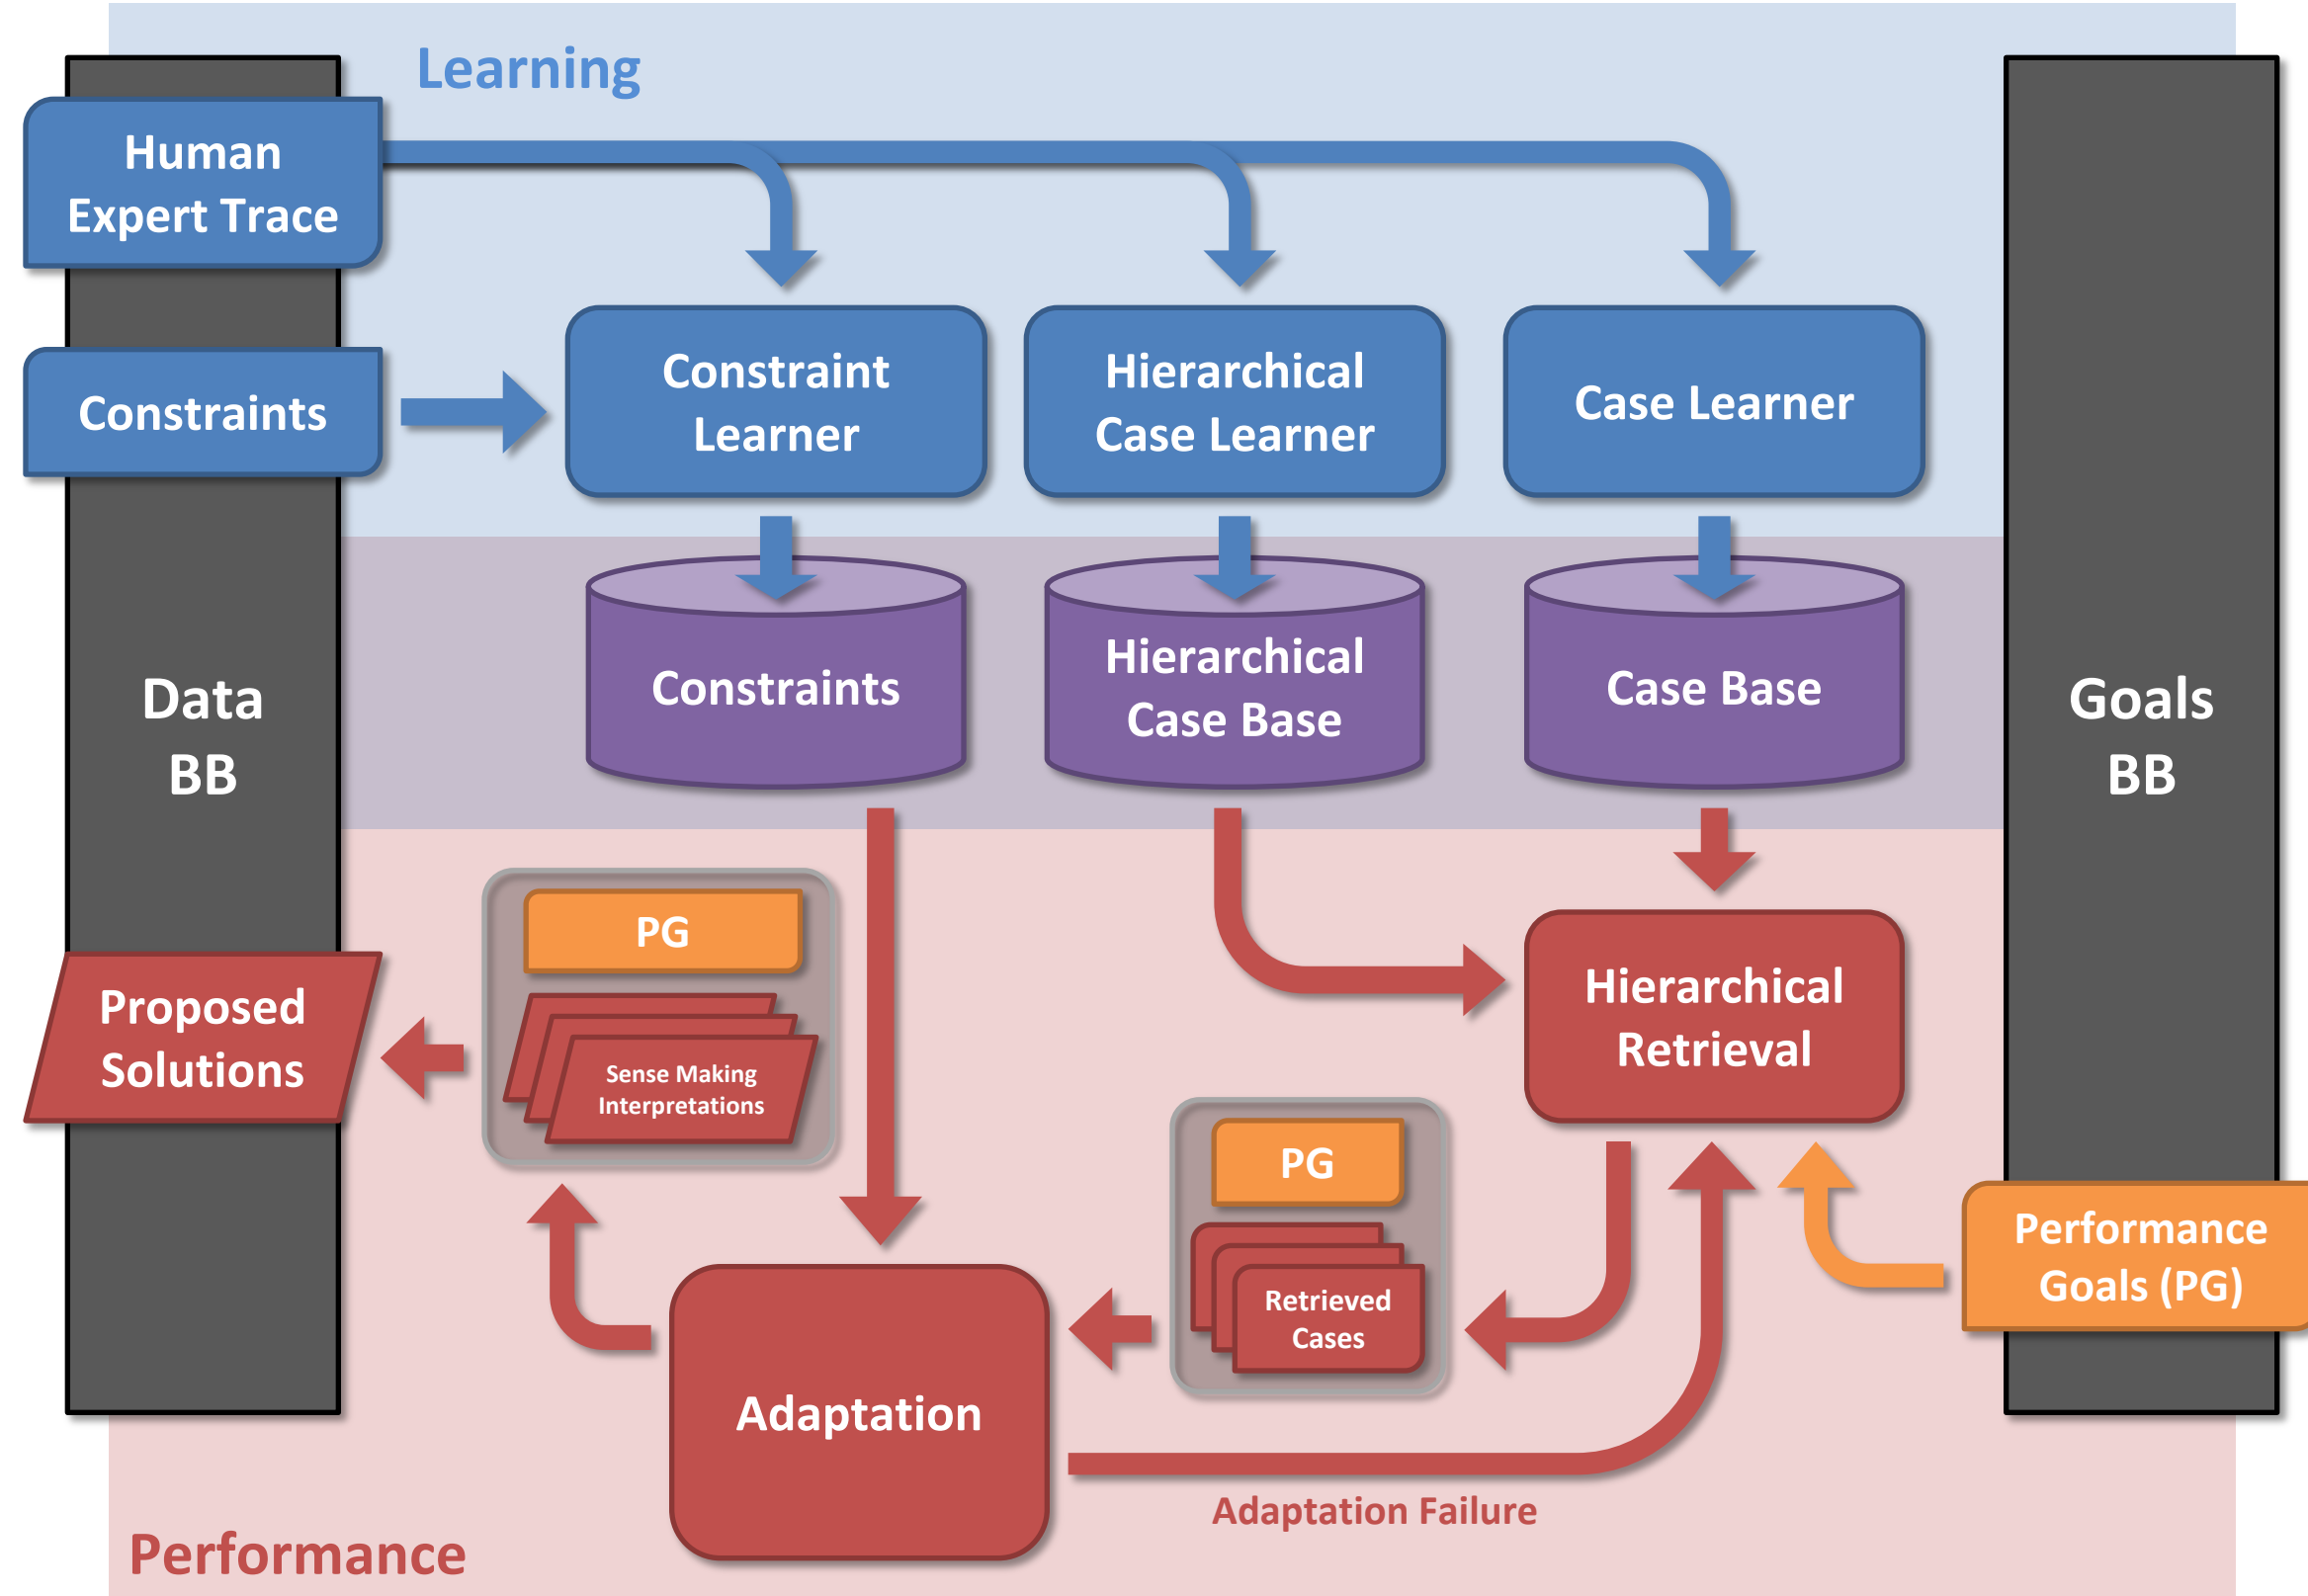 Learning
Human
Expert Trace
Constraints
Constraint
Learner
Hierarchical
Case Learner
Case Learner
Data
BB
Constraints
Hierarchical
Case Base
Case Base
Goals
BB
PG
Sense Making
Interpretations
Proposed
Solutions
Hierarchical
Retrieval
PG
Retrieved
Cases
Performance
Goals (PG)
Adaptation
Adaptation Failure
Performance